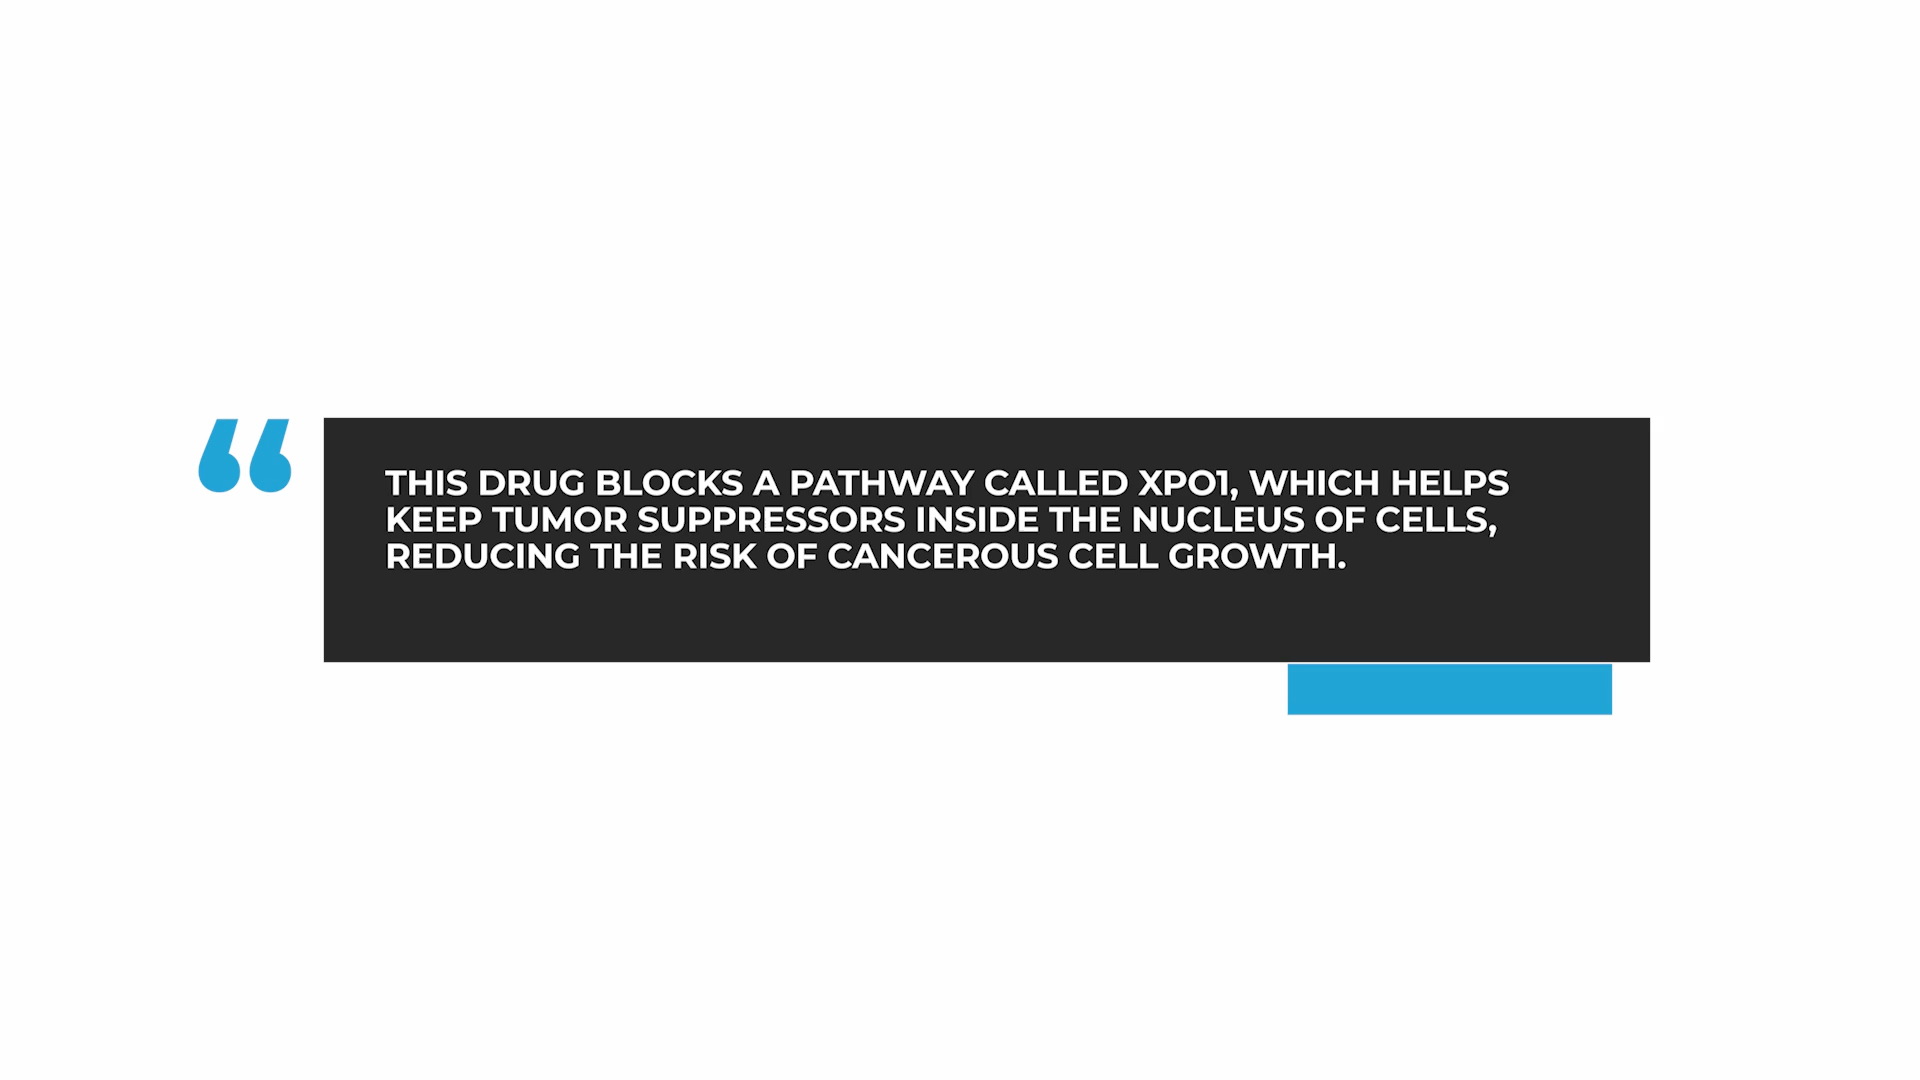 “
THIS DRUG BLOCKS A PATHWAY CALLED XPO1, WHICH HELPS
KEEP TUMOR SUPPRESSORS INSIDE THE NUCLEUS OF CELLS,
REDUCING THE RISK OF CANCEROUS CELL GROWTH.